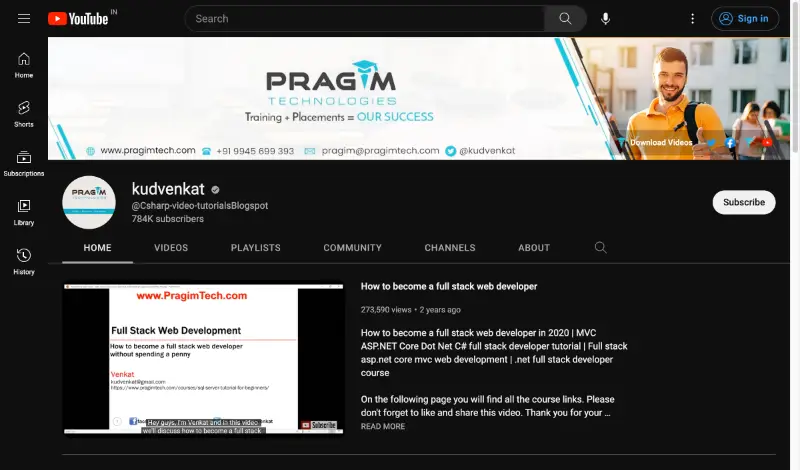 YouTube IN
Search
Sign in
Home
Shorts
Subscriptions
Library
History
PRAGIM
TECHNOLOGIES
Training + Placements = OUR SUCCESS
www.pragimtech.com +91 9945 699 393 pragim@pragimtech.com @kudvenkat
Download Videos
kudvenkat
@Csharp-video-tutorialsBlogspot
784K subscribers
Subscribe
HOME VIDEOS PLAYLISTS COMMUNITY CHANNELS ABOUT
www.PragimTech.com
Full Stack Web Development
How to become a full stack web developer
without spending a penny
Venkat
kudvenkat@gmail.com
https://www.pragimtech.com/courses/sql-server-tutorial-for-beginners/
Hey guys, I'm Venkat and in this video
we'll discuss how to become a full stack
Subscribe
How to become a full stack web developer
273,590 views • 2 years ago
How to become a full stack web developer in 2020 | MVC
ASP.NET Core Dot Net C# full stack developer tutorial | Full stack
asp.net core mvc web development | .net full stack developer
course
On the following page you will find all the course links. Please
don't forget to like and share this video. Thank you for your ...
READ MORE